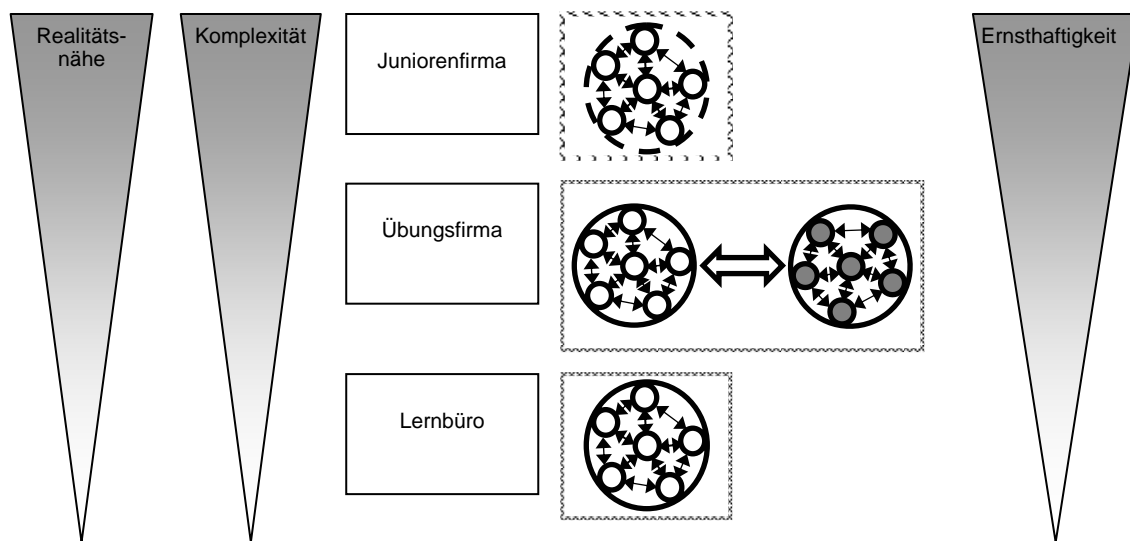 Realitäts-
nähe
Komplexität
Juniorenfirma
Ernsthaftigkeit
Übungsfirma
Lernbüro